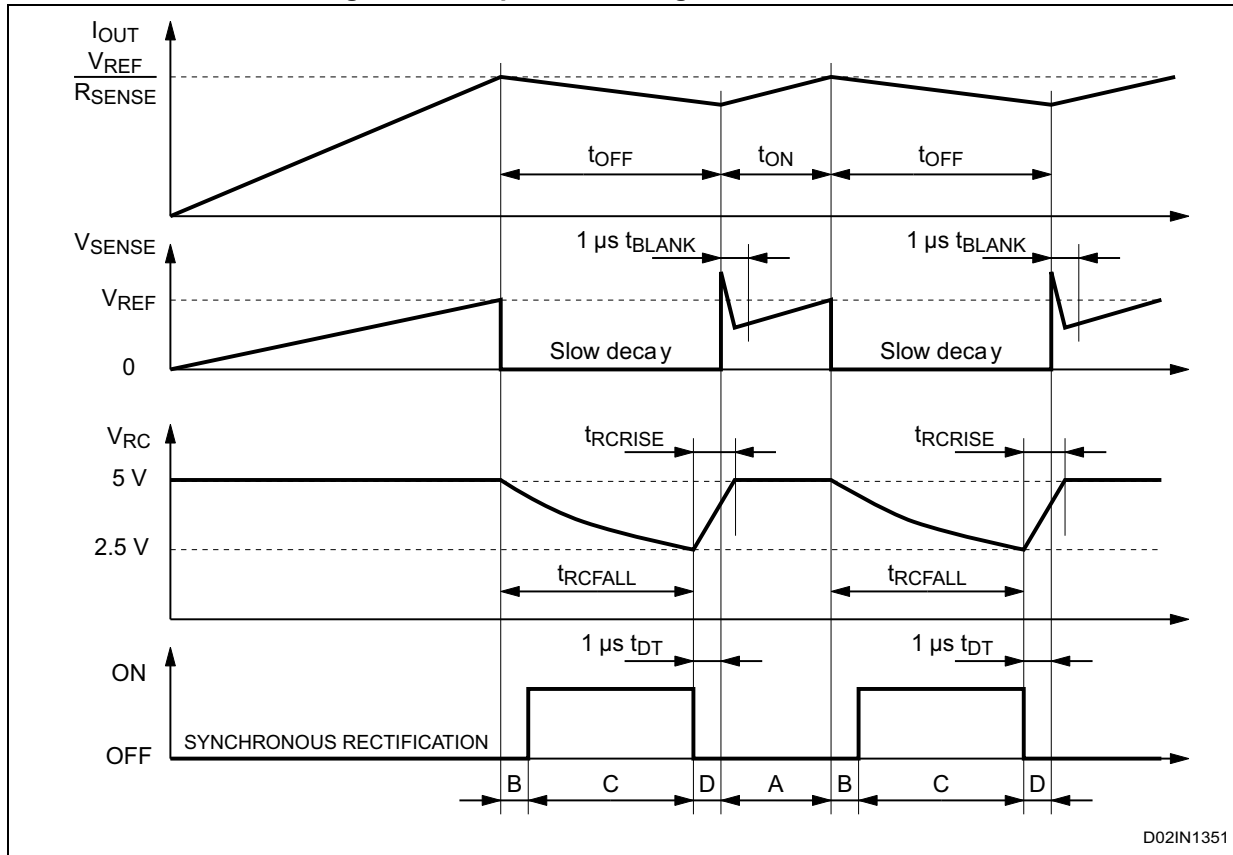 IOUT
VREF
RSENSE
tOFF tON tOFF
VSENSE
1 µs tBLANK 1 µs tBLANK
VREF
Slow decay Slow decay
0
VRC
tRCRISE tRCRISE
5 V
2.5 V
tRCFALL tRCFALL
1 µs tDT 1 µs tDT
ON
SYNCHRONOUS RECTIFICATION
OFF
B C D A B C D
D02IN1351